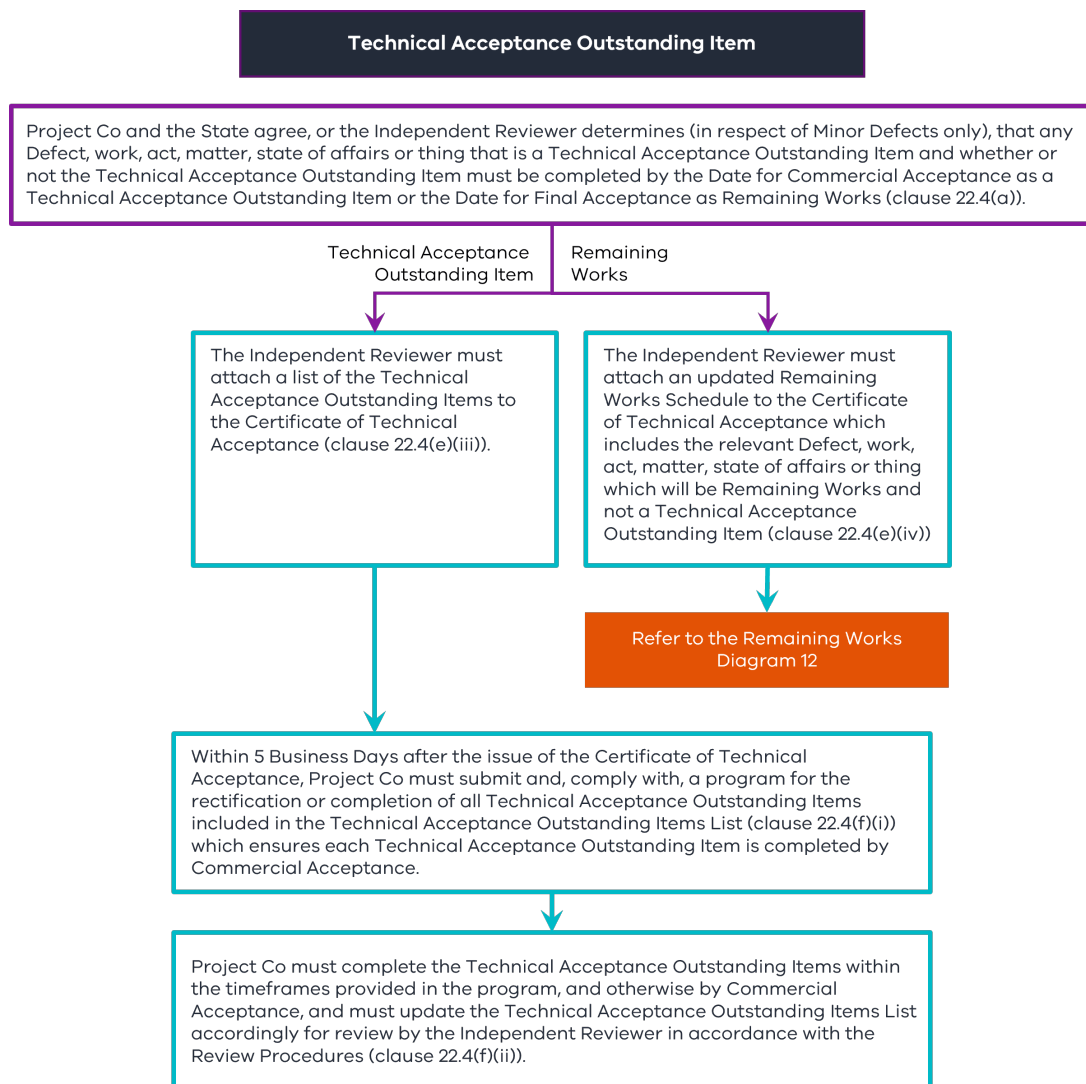 Technical Acceptance Outstanding Item
Project Co and the State agree, or the Independent Reviewer determines (in respect of Minor Defects only), that any
Defect, work, act, matter, state of affairs or thing that is a Technical Acceptance Outstanding Item and whether or
not the Technical Acceptance Outstanding Item must be completed by the Date for Commercial Acceptance as a
Technical Acceptance Outstanding Item or the Date for Final Acceptance as Remaining Works (clause 22.4(a)).
Technical Acceptance
Outstanding Item
Remaining
Works
The Independent Reviewer must
attach a list of the Technical
Acceptance Outstanding Items to
the Certificate of Technical
Acceptance (clause 22.4(e)(iii)).
The Independent Reviewer must
attach an updated Remaining
Works Schedule to the Certificate
of Technical Acceptance which
includes the relevant Defect, work,
act, matter, state of affairs or thing
which will be Remaining Works and
not a Technical Acceptance
Outstanding Item (clause 22.4(e)(iv))
Refer to the Remaining Works
Diagram 12
Within 5 Business Days after the issue of the Certificate of Technical
Acceptance, Project Co must submit and, comply with, a program for the
rectification or completion of all Technical Acceptance Outstanding Items
included in the Technical Acceptance Outstanding Items List (clause 22.4(f)(i))
which ensures each Technical Acceptance Outstanding Item is completed by
Commercial Acceptance.
Project Co must complete the Technical Acceptance Outstanding Items within
the timeframes provided in the program, and otherwise by Commercial
Acceptance, and must update the Technical Acceptance Outstanding Items List
accordingly for review by the Independent Reviewer in accordance with the
Review Procedures (clause 22.4(f)(ii)).